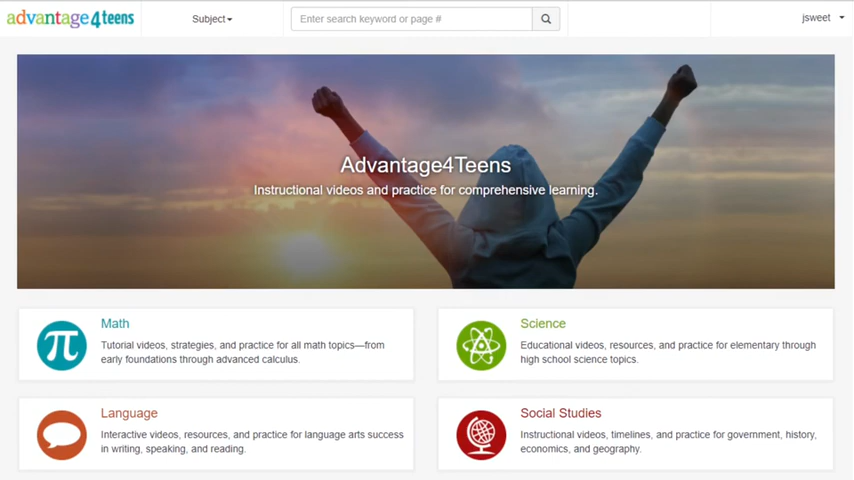 advantage4teens
Subject
Enter search keyword or page #
jsweet
Advantage4Teens
Instructional videos and practice for comprehensive learning.
Math
Tutorial videos, strategies, and practice for all math topics—from
early foundations through advanced calculus.
Science
Educational videos, resources, and practice for elementary through
high school science topics.
Language
Interactive videos, resources, and practice for language arts success
in writing, speaking, and reading.
Social Studies
Instructional videos, timelines, and practice for government, history,
economics, and geography.